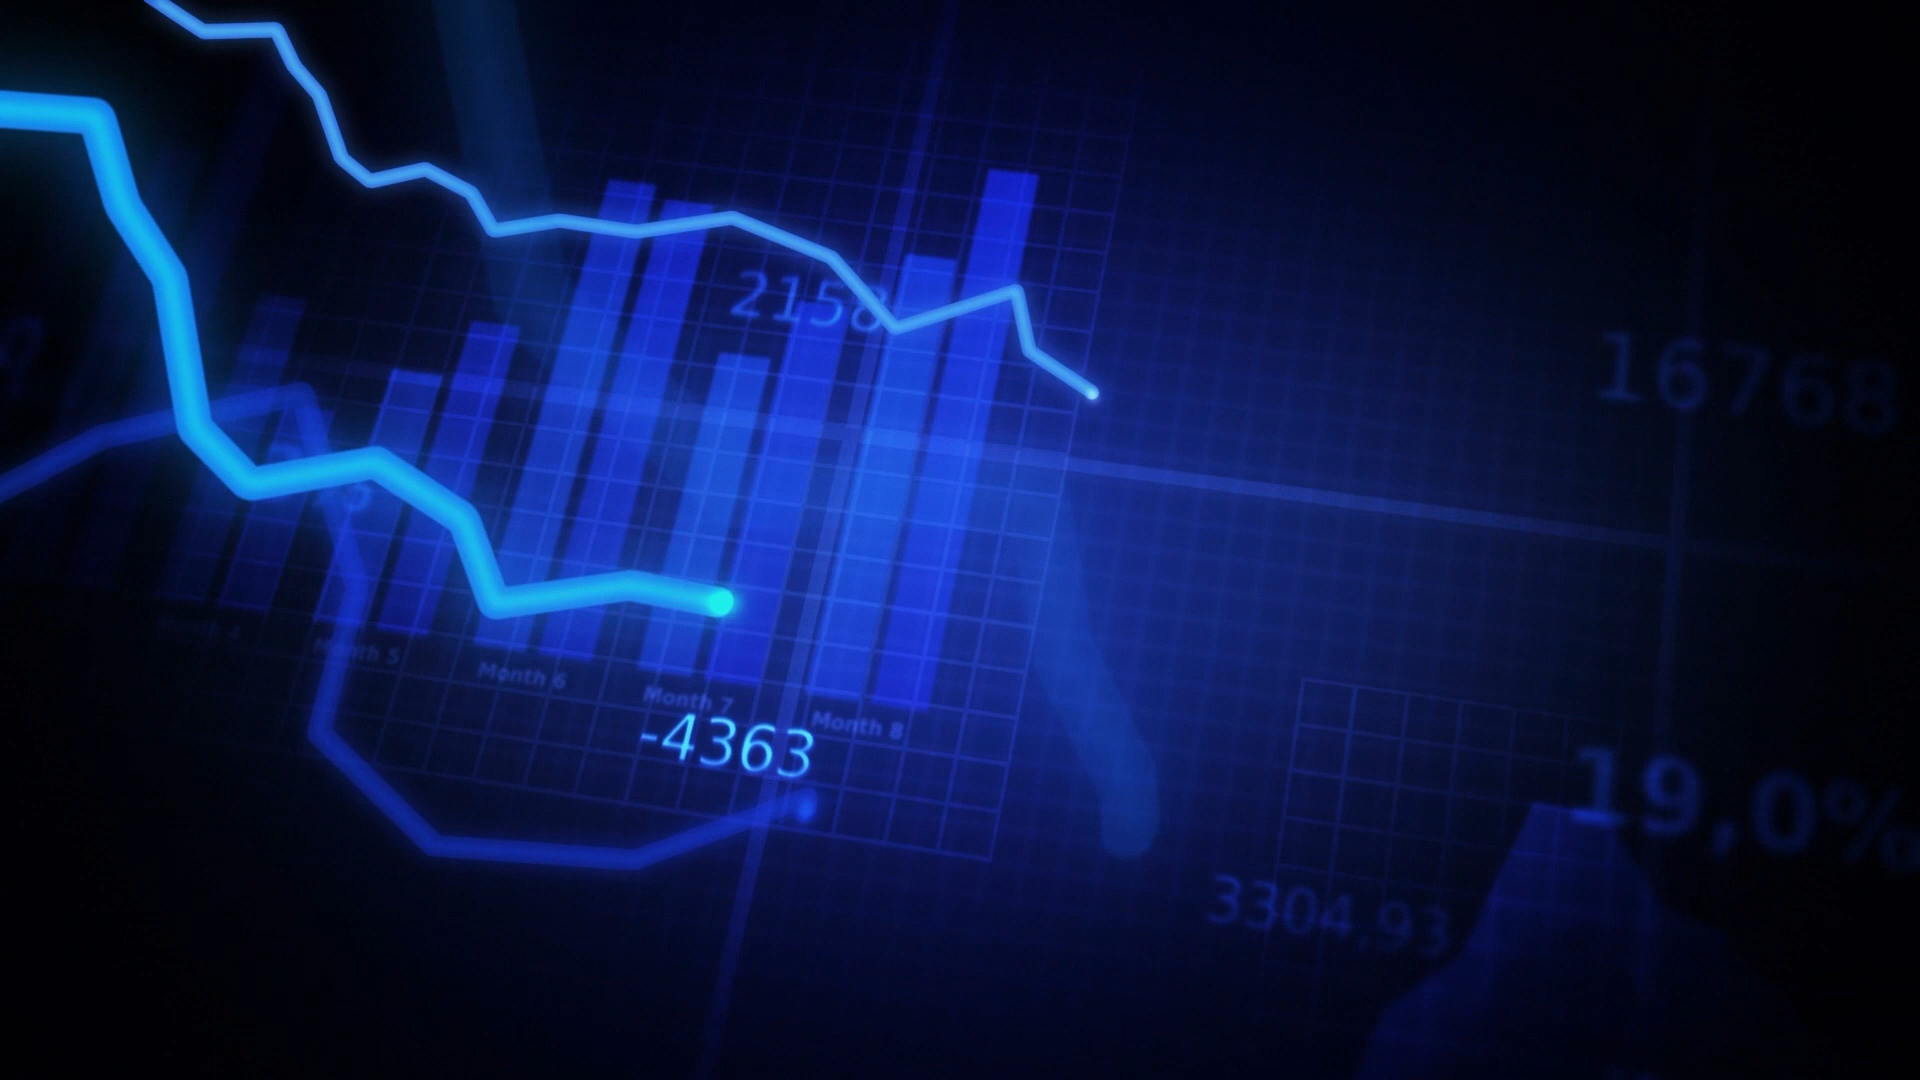 2158
16768
Month 5
Month 6
Month 7
Month 8
-4363
19,0%
3304.93